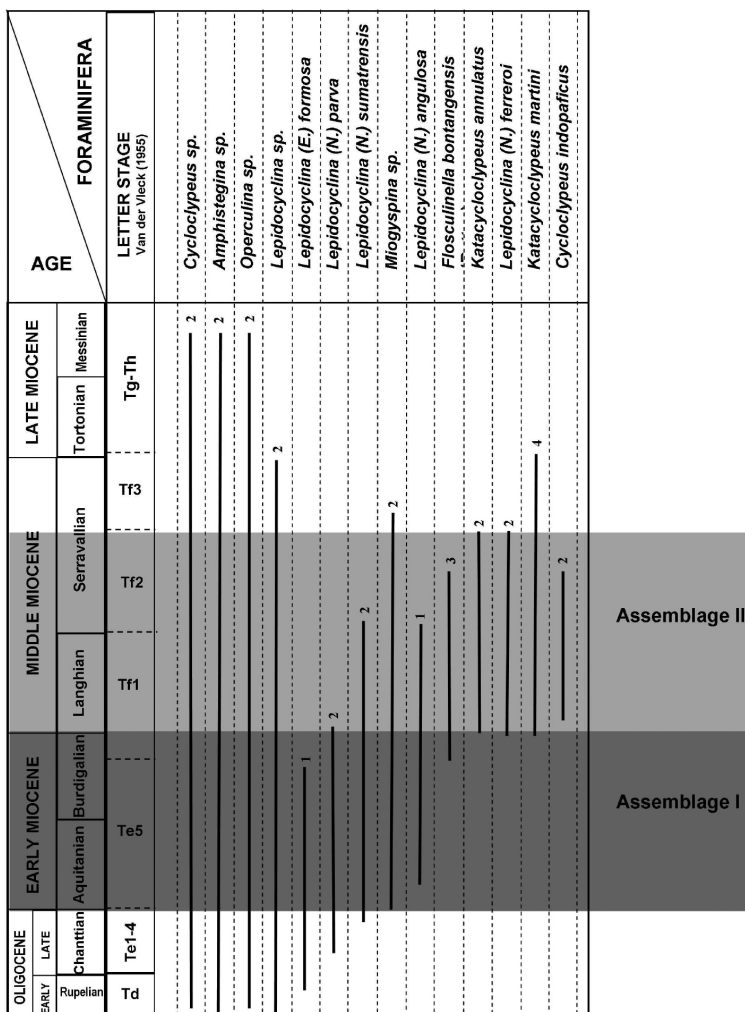 FORAMINIFERA
AGE
LETTER STAGE
Van der Vleck (1955)
Cycloclypeus sp.
Amphistegina sp.
Operculina sp.
Lepidocyclina sp.
Lepidocyclina (E.) formosa
Lepidocyclina (N.) parva
Lepidocyclina (N.) sumatrensis
Miogyspina sp.
Lepidocyclina (N.) angulosa
Flosculinella bontangensis
Katacycloclypeus annulatus
Lepidocyclina (N.) ferreroi
Katacycloclypeus martini
Cycloclypeus indopaficus
LATE MIOCENE
Messinian
Tortonian
Tg-Th
2
2
2
2
4
MIDDLE MIOCENE
Serravallian
Langhian
Tf3
Tf2
Tf1
2
2
2
3
2
2
1
Assemblage II
EARLY MIOCENE
Burdigalian
Aquitanian
Te5
2
1
Assemblage I
OLIGOCENE
LATE
Chanttian
Te1-4
EARLY
Rupelian
Td